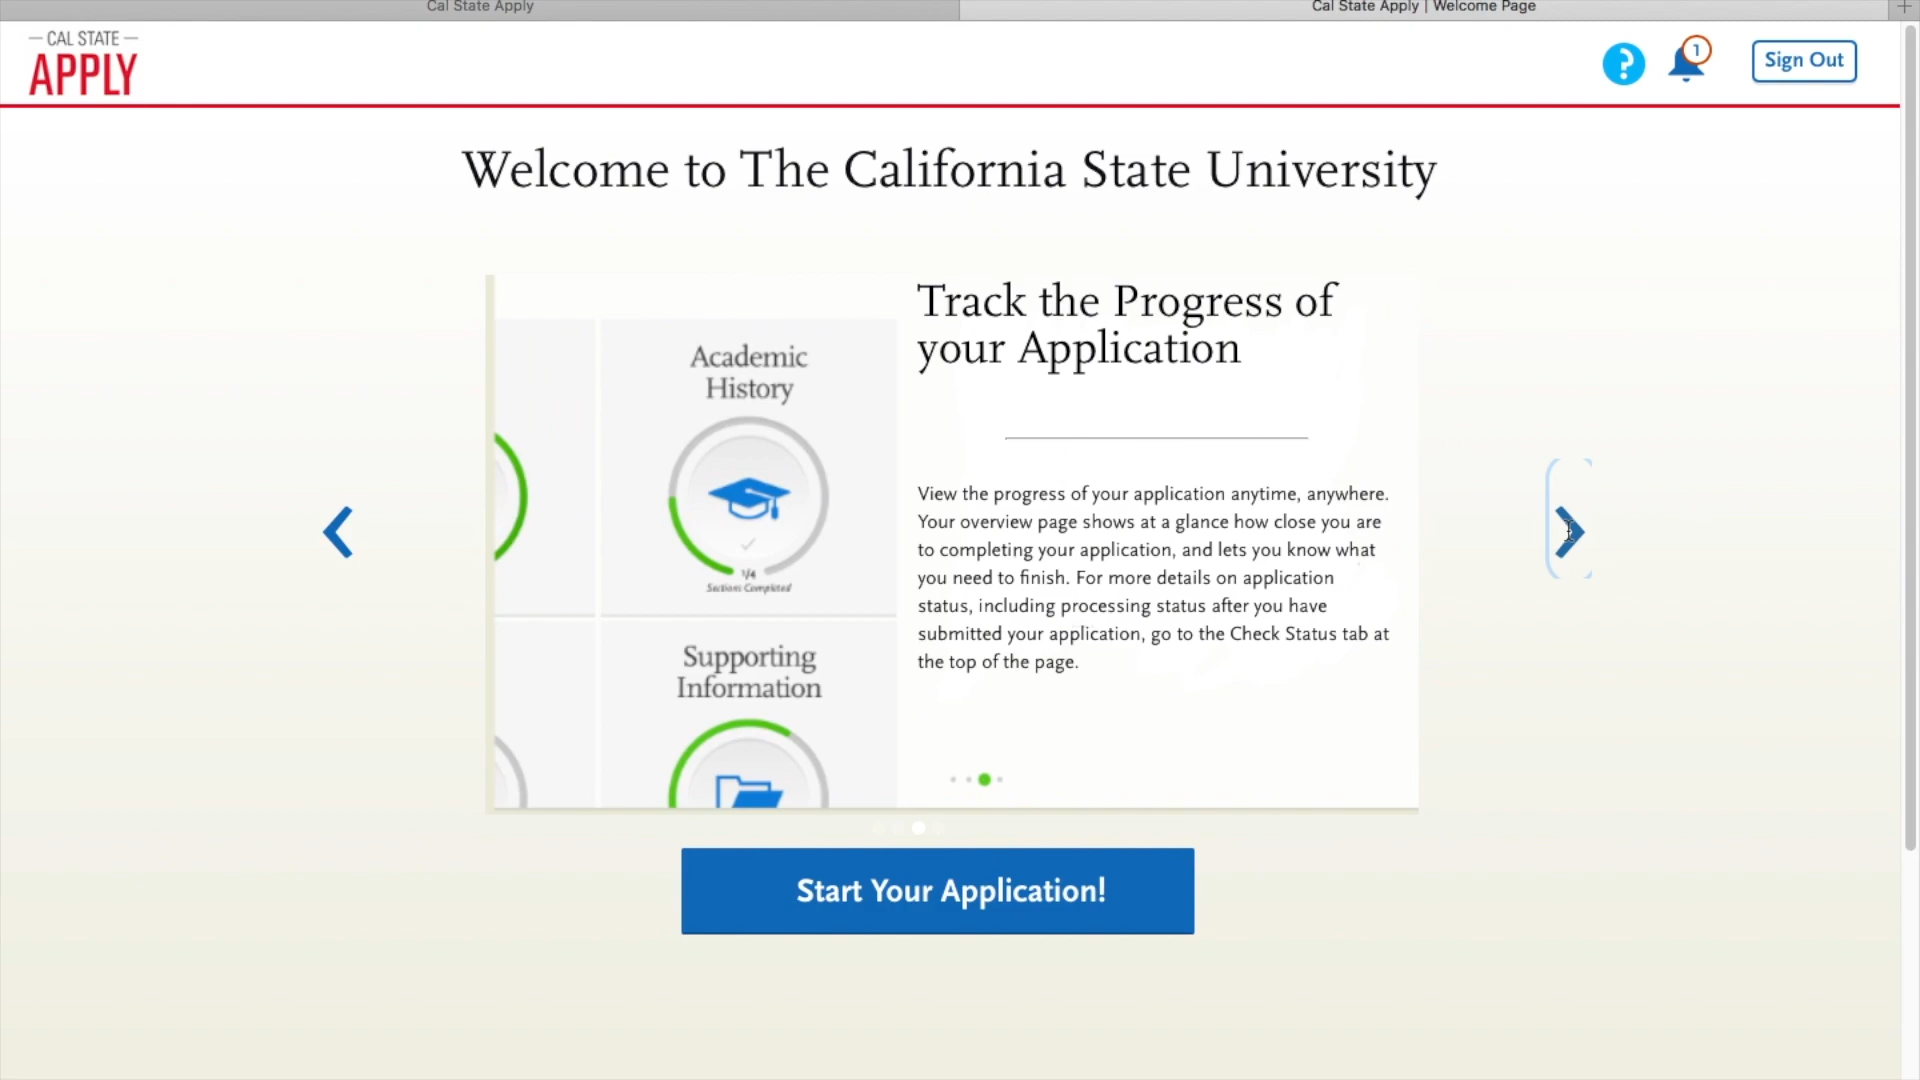 Cal State Apply
Cal State Apply | Welcome Page
— CAL STATE —
APPLY
?
1
Sign Out
Welcome to The California State University
Academic
History
1/4
Sections Completed
Supporting
Information
Track the Progress of
your Application
View the progress of your application anytime, anywhere.
Your overview page shows at a glance how close you are
to completing your application, and lets you know what
you need to finish. For more details on application
status, including processing status after you have
submitted your application, go to the Check Status tab at
the top of the page.
Start Your Application!